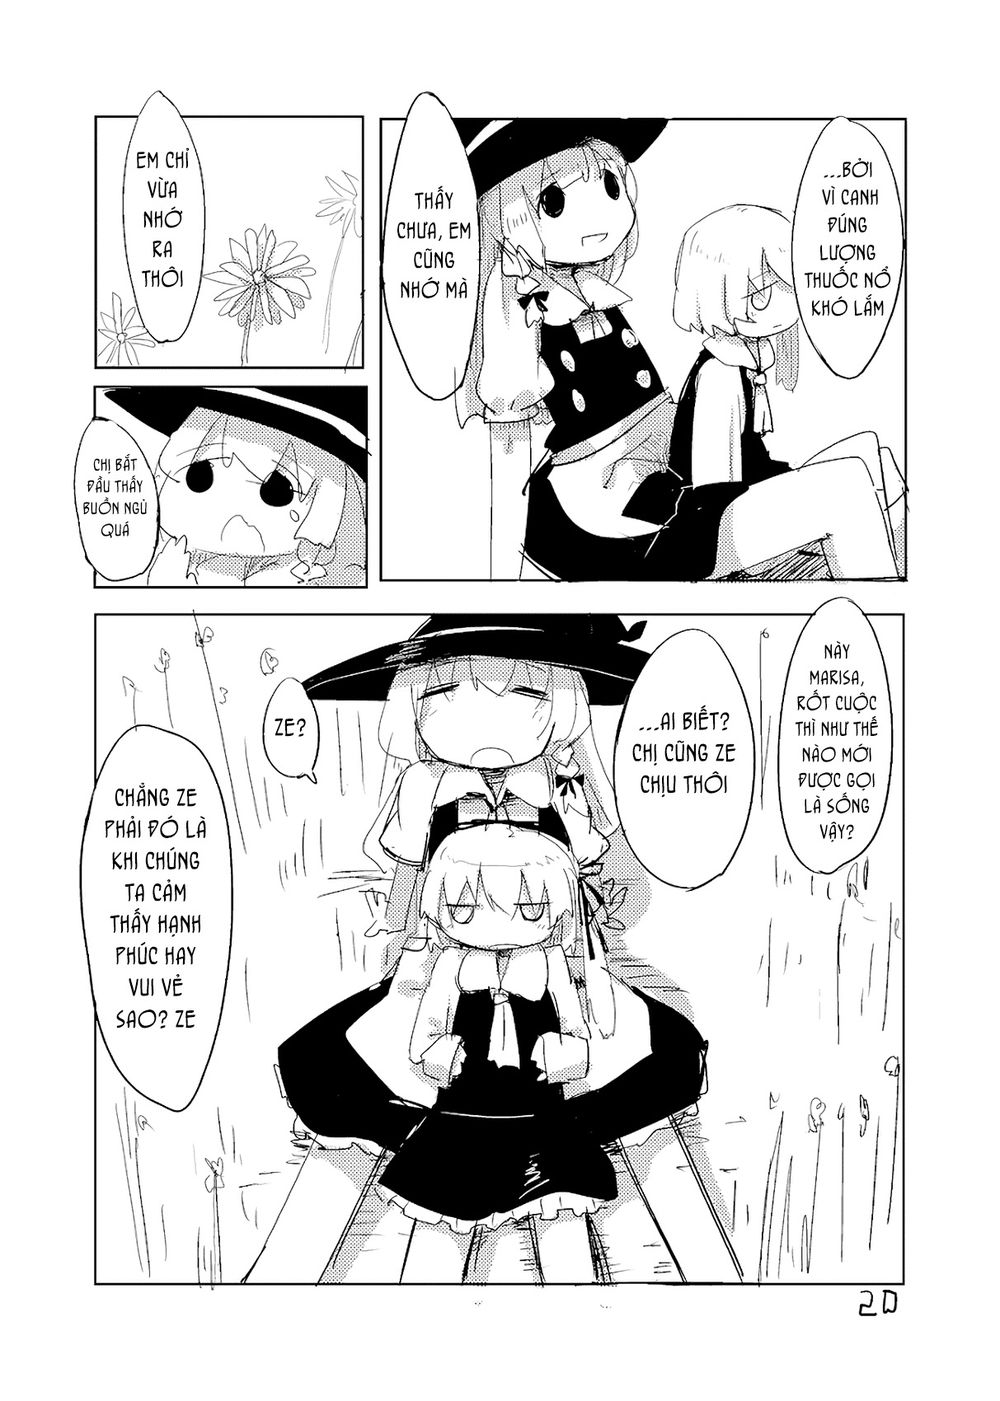 ...BỞI
VÌ CANH
ĐÚNG
LƯỢNG
THUỐC NỔ
KHÓ LẮM
THẤY
CHƯA, EM
CŨNG
NHỚ MÀ
EM CHỈ
VỪA
NHỚ
RA
THÔI
CHỊ BẮT
ĐẦU THẤY
BUỒN NGỦ
QUÁ
NÀY
MARISA,
RỐT CUỘC
THÌ NHƯ THẾ
NÀO MỚI
ĐƯỢC GỌI
LÀ SỐNG
VẬY?
...AI BIẾT?
CHỊ CŨNG ZE
CHỊU THÔI
ZE?
CHẲNG ZE
PHẢI ĐÓ LÀ
KHI CHÚNG
TA CẢM
THẤY HẠNH
PHÚC HAY
VUI VẺ
SAO? ZE
20